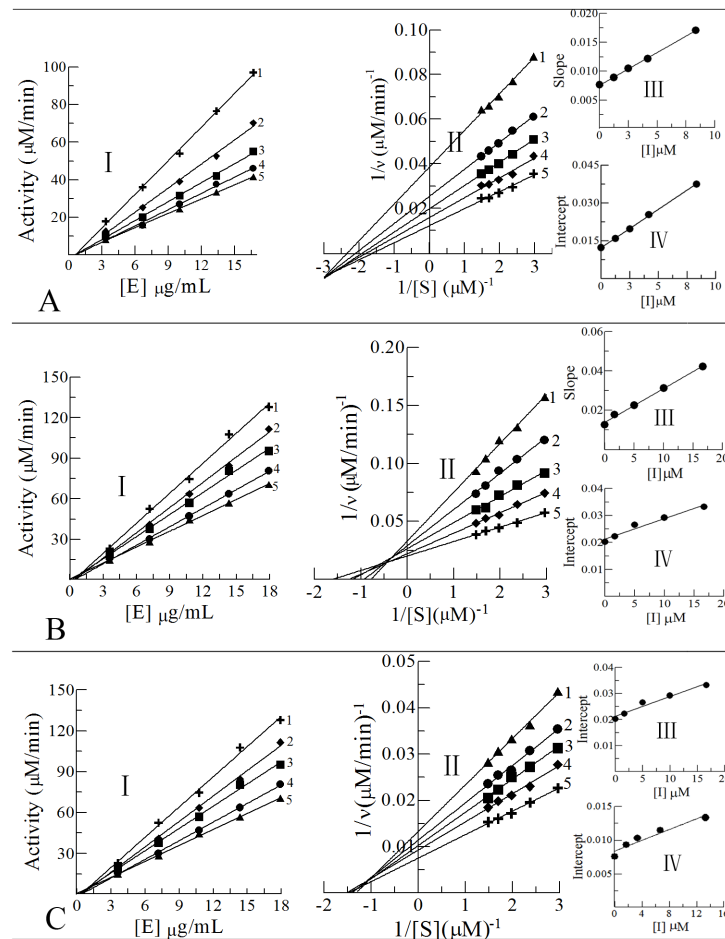 A
I
Activity (μM/min)
100
80
60
40
20
1
2
3
4
5
0 3 6 9 12 15
[E] μg/mL
II
1/ν (μM/min)⁻¹
0.10
0.08
0.06
0.04
0.02
1
2
3
4
5
-3 -2 -1 0 1 2 3 4
1/[S] (μM)⁻¹
III
Slope
0.020
0.015
0.010
0.005
0 3 5 8 10
[I]μM
IV
Intercept
0.045
0.030
0.015
0 3 5 8 10
[I]μM
B
I
Activity (μM/min)
150
120
90
60
30
1
2
3
4
5
0 3 6 9 12 15 18
[E] μg/mL
II
1/ν (μM/min)⁻¹
0.20
0.15
0.10
0.05
1
2
3
4
5
-2 -1 0 1 2 3
1/[S](μM)⁻¹
III
Slope
0.06
0.04
0.02
0.00
0 5 10 15 20
[I] μM
IV
Intercept
0.04
0.03
0.02
0.01
0.00
0 5 10 15 20
[I] μM
C
I
Activity (μM/min)
150
120
90
60
30
1
2
3
4
5
0 3 6 9 12 15 18
[E] μg/mL
II
1/ν(μM/min)⁻¹
0.05
0.04
0.03
0.02
0.01
1
2
3
4
5
-2 -1 0 1 2 3
1/[S](μM)⁻¹
III
Intercept
0.04
0.03
0.02
0.01
0 5 10 15 20
[I] μM
IV
Intercept
0.015
0.010
0.005
0 2 4 6 8 10 12 14 16
[I] μM